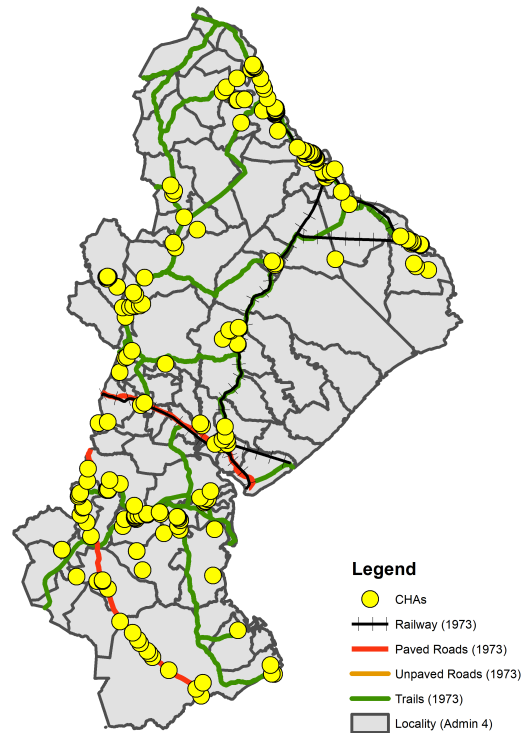 Legend
CHAs
Railway (1973)
Paved Roads (1973)
Unpaved Roads (1973)
Trails (1973)
Locality (Admin 4)